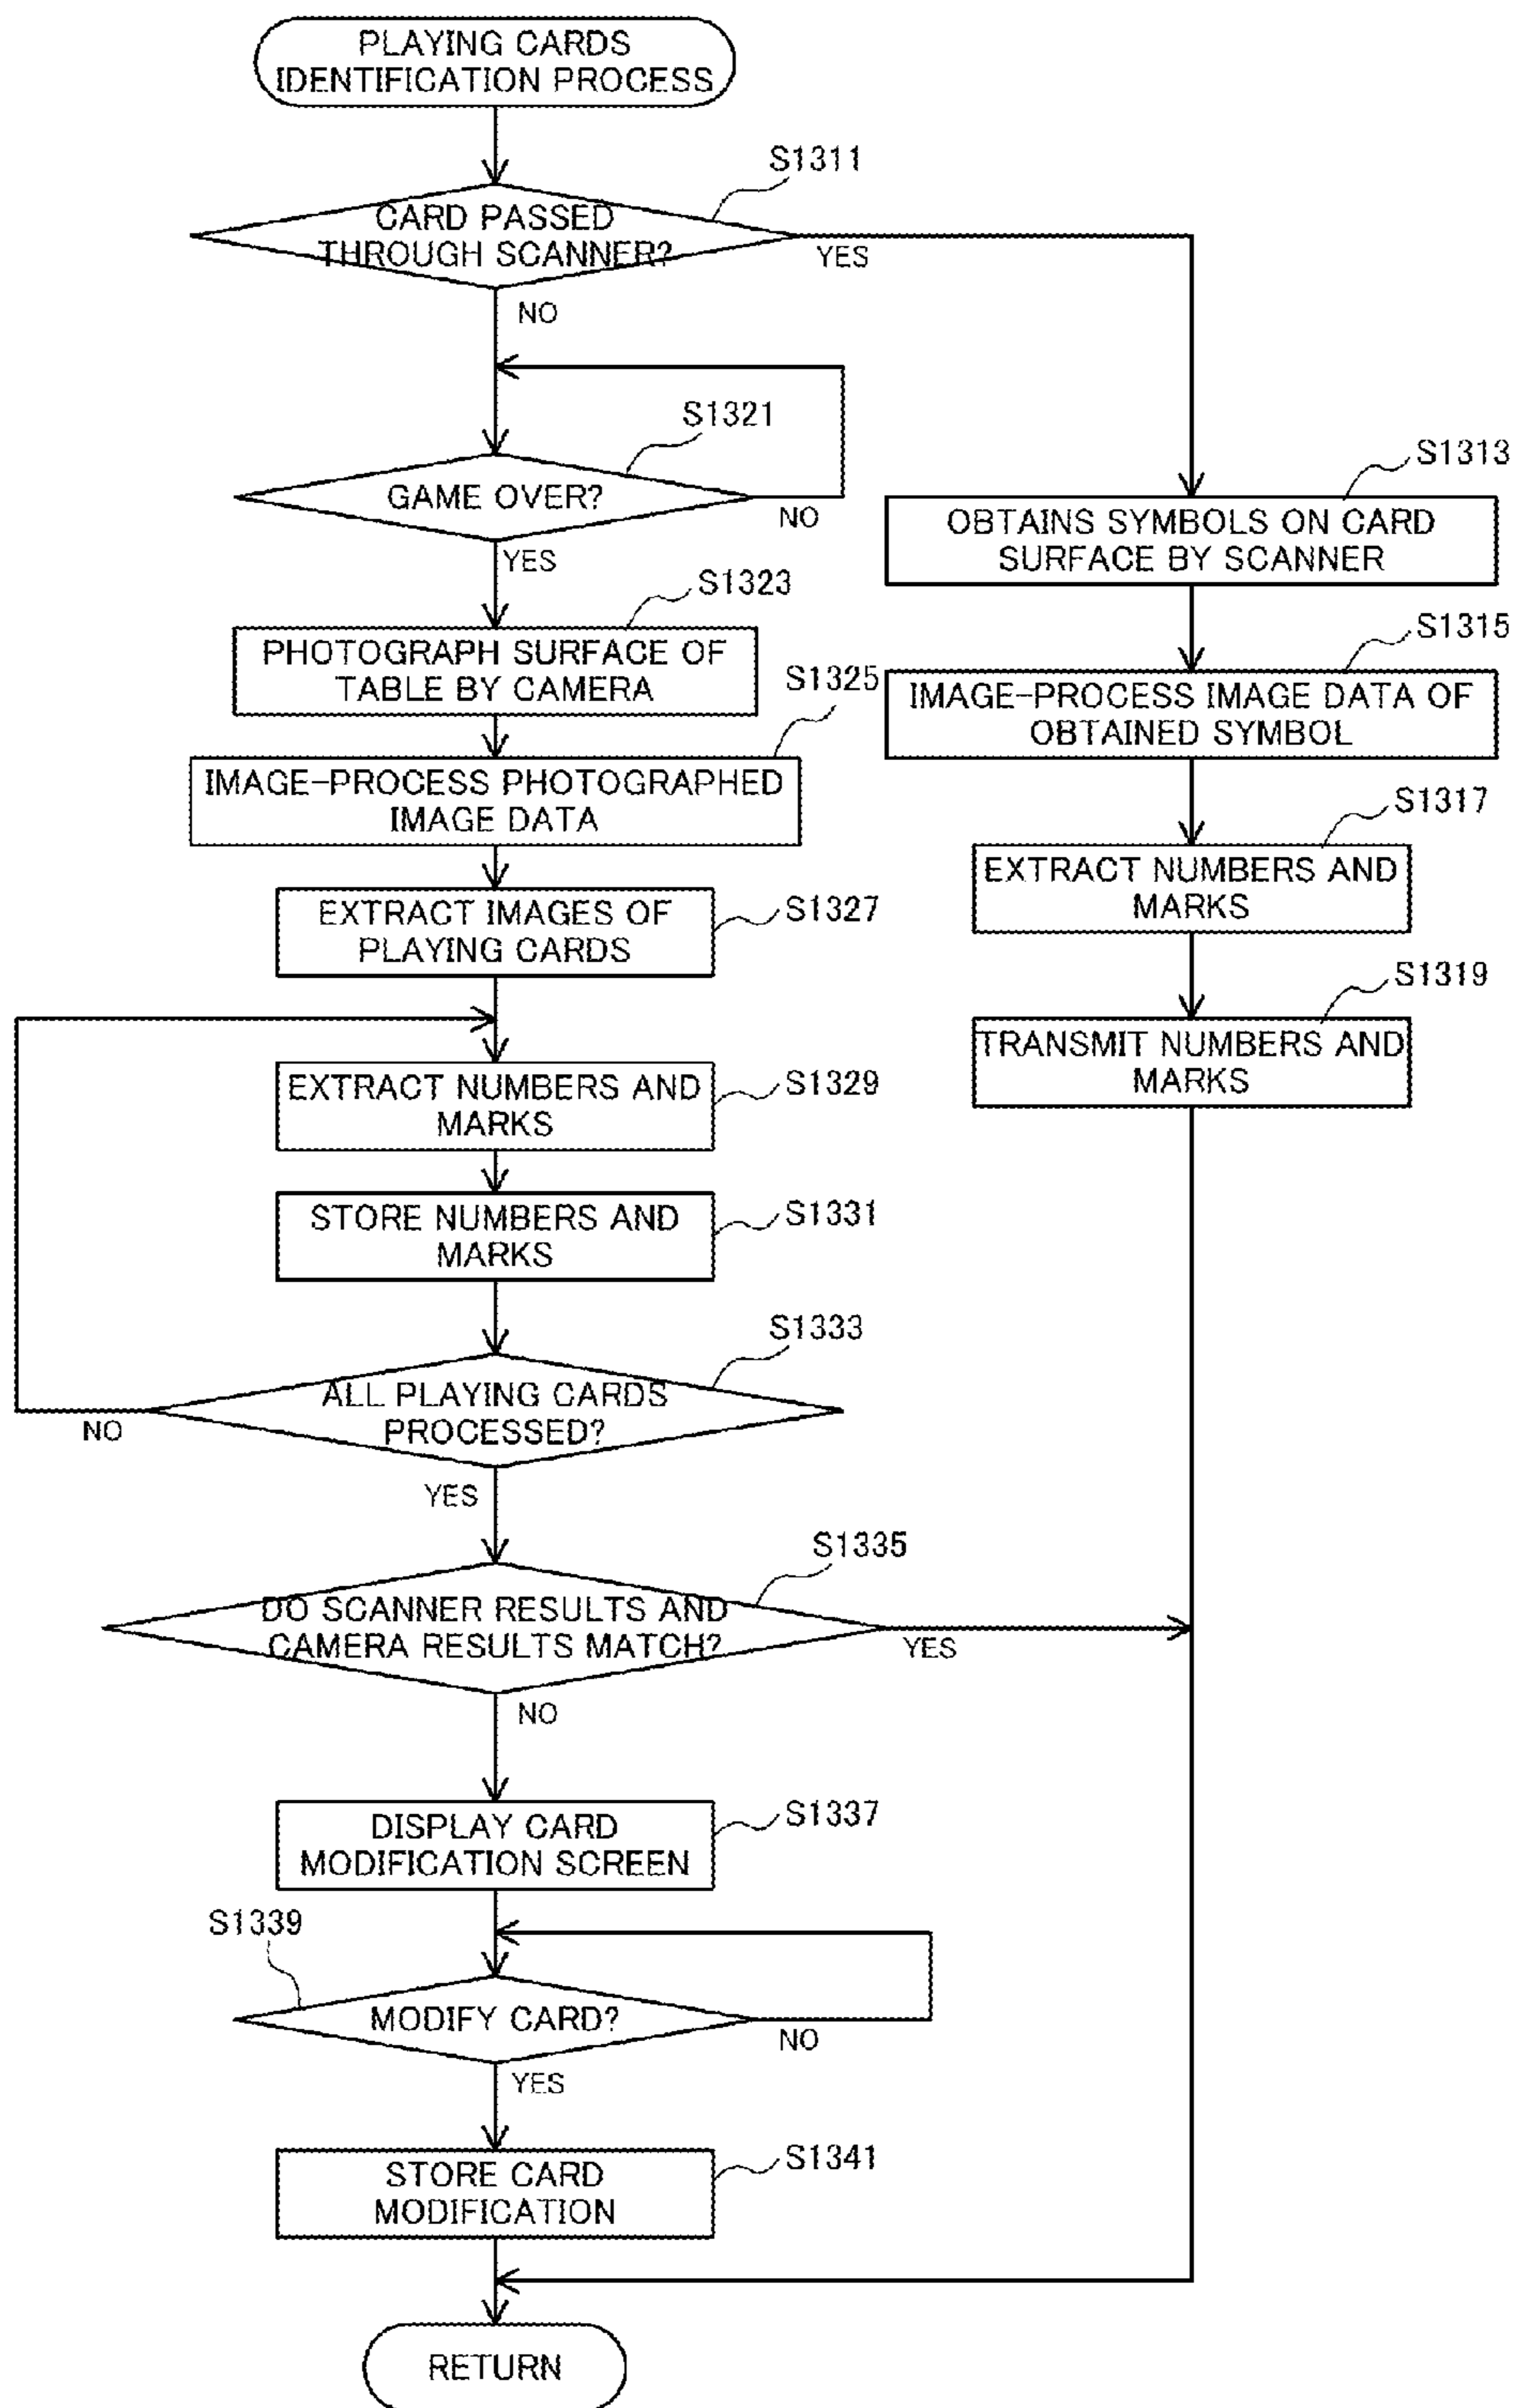 PLAYING CARDS
IDENTIFICATION PROCESS
S1311
CARD PASSED
THROUGH SCANNER?
YES
NO
S1321
GAME OVER?
NO
YES
S1313
OBTAINS SYMBOLS ON CARD
SURFACE BY SCANNER
S1323
PHOTOGRAPH SURFACE OF
TABLE BY CAMERA
S1315
IMAGE-PROCESS IMAGE DATA OF
OBTAINED SYMBOL
S1325
IMAGE-PROCESS PHOTOGRAPHED
IMAGE DATA
S1317
EXTRACT NUMBERS AND
MARKS
EXTRACT IMAGES OF
PLAYING CARDS
S1327
S1319
TRANSMIT NUMBERS AND
MARKS
EXTRACT NUMBERS AND
MARKS
S1329
STORE NUMBERS AND
MARKS
S1331
S1333
ALL PLAYING CARDS
PROCESSED?
NO
YES
S1335
DO SCANNER RESULTS AND
CAMERA RESULTS MATCH?
YES
NO
DISPLAY CARD
MODIFICATION SCREEN
S1337
S1339
MODIFY CARD?
NO
YES
STORE CARD
MODIFICATION
S1341
RETURN